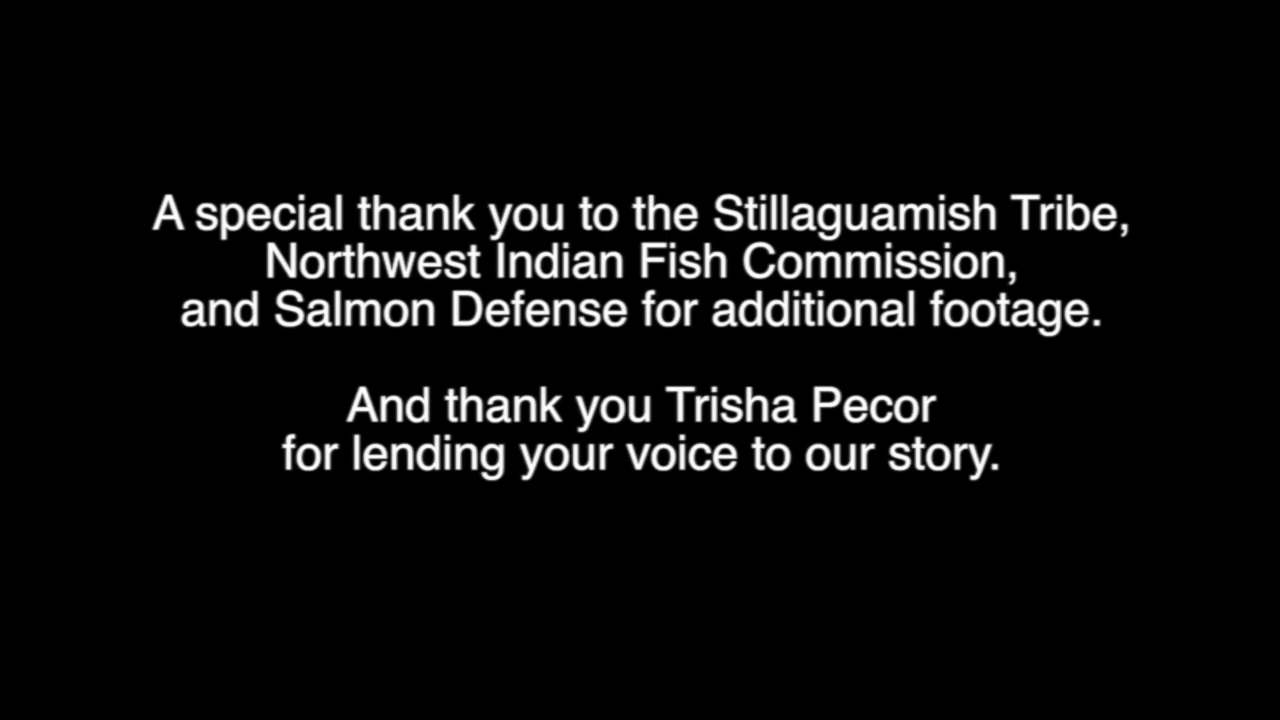 A special thank you to the Stillaguamish Tribe,
Northwest Indian Fish Commission,
and Salmon Defense for additional footage.
And thank you Trisha Pecor
for lending your voice to our story.